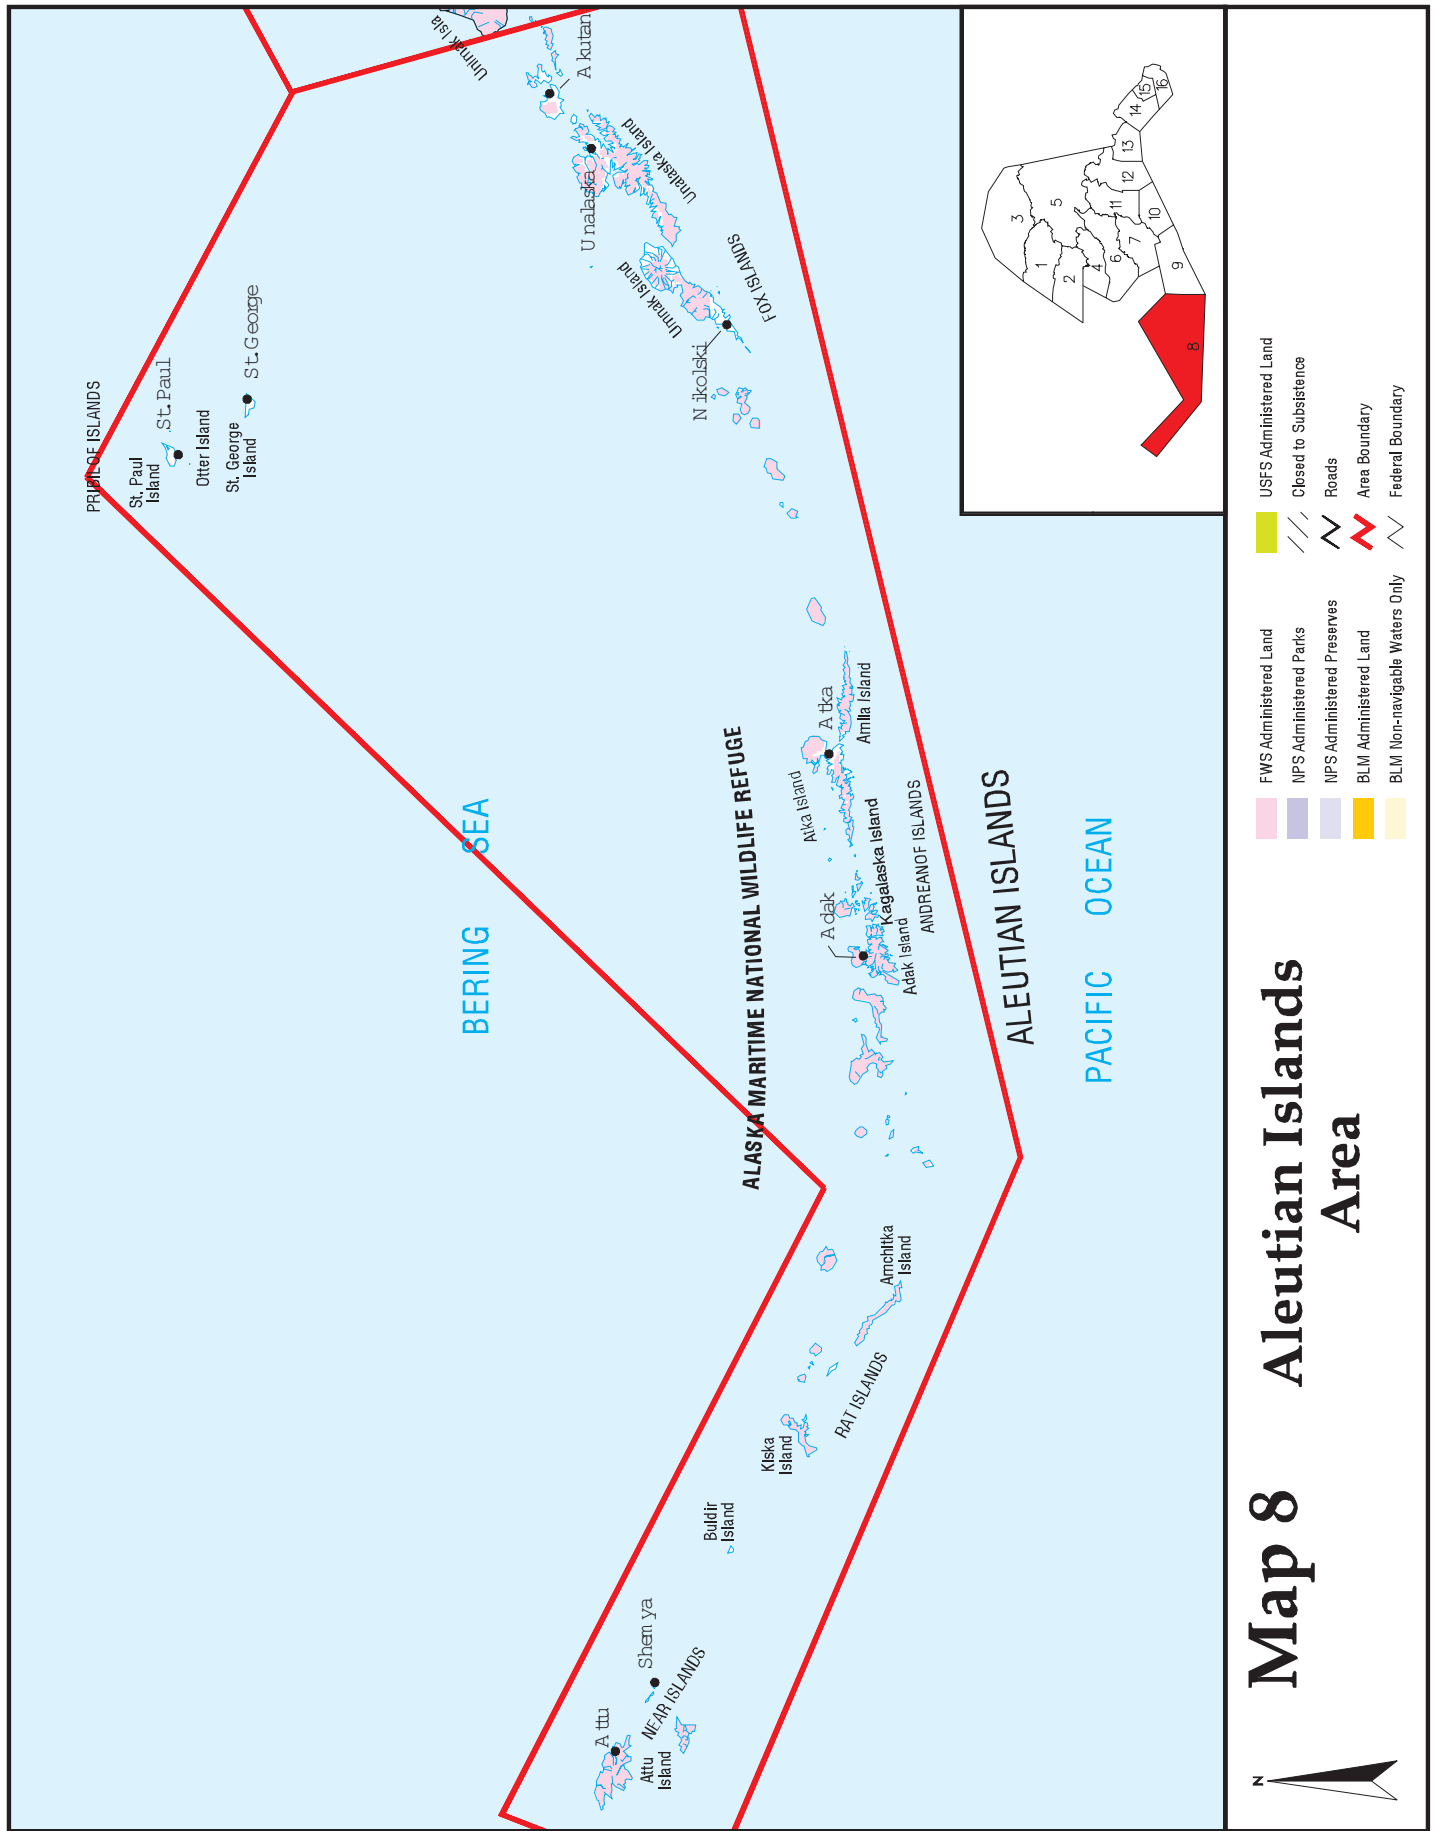 PRIBILOF ISLANDS
St. Paul
Island
St. Paul
Otter Island
St. George
Island
St. George
BERING SEA
Unimak Isla
Akutan
Unalaska
Unalaska Island
Umnak Island
Nikolski
FOX ISLANDS
ALASKA MARITIME NATIONAL WILDLIFE REFUGE
Atka
Atka Island
Amlia Island
Adak
Kagalaska Island
Adak Island
ANDREANOF ISLANDS
ALEUTIAN ISLANDS
PACIFIC OCEAN
Amchitka
Island
RAT ISLANDS
Kiska
Island
Buldir
Island
Shemya
NEAR ISLANDS
Attu
Attu
Island
1
2
3
4
5
6
7
8
9
10
11
12
13
14
15
16
Map 8
Aleutian Islands
Area
N
FWS Administered Land
NPS Administered Parks
NPS Administered Preserves
BLM Administered Land
BLM Non-navigable Waters Only
USFS Administered Land
Closed to Subsistence
Roads
Area Boundary
Federal Boundary